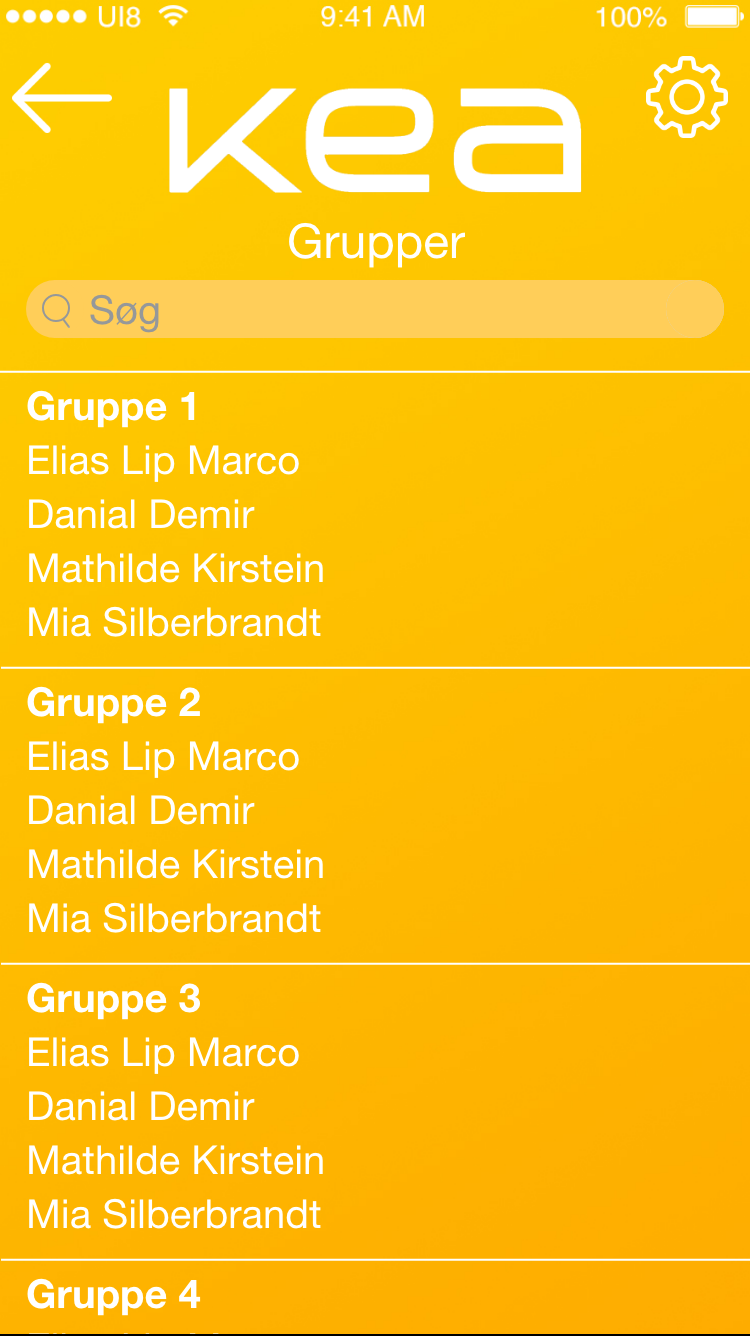 UI8 9:41 AM 100%
kea
Grupper
Søg
Gruppe 1
Elias Lip Marco
Danial Demir
Mathilde Kirstein
Mia Silberbrandt
Gruppe 2
Elias Lip Marco
Danial Demir
Mathilde Kirstein
Mia Silberbrandt
Gruppe 3
Elias Lip Marco
Danial Demir
Mathilde Kirstein
Mia Silberbrandt
Gruppe 4